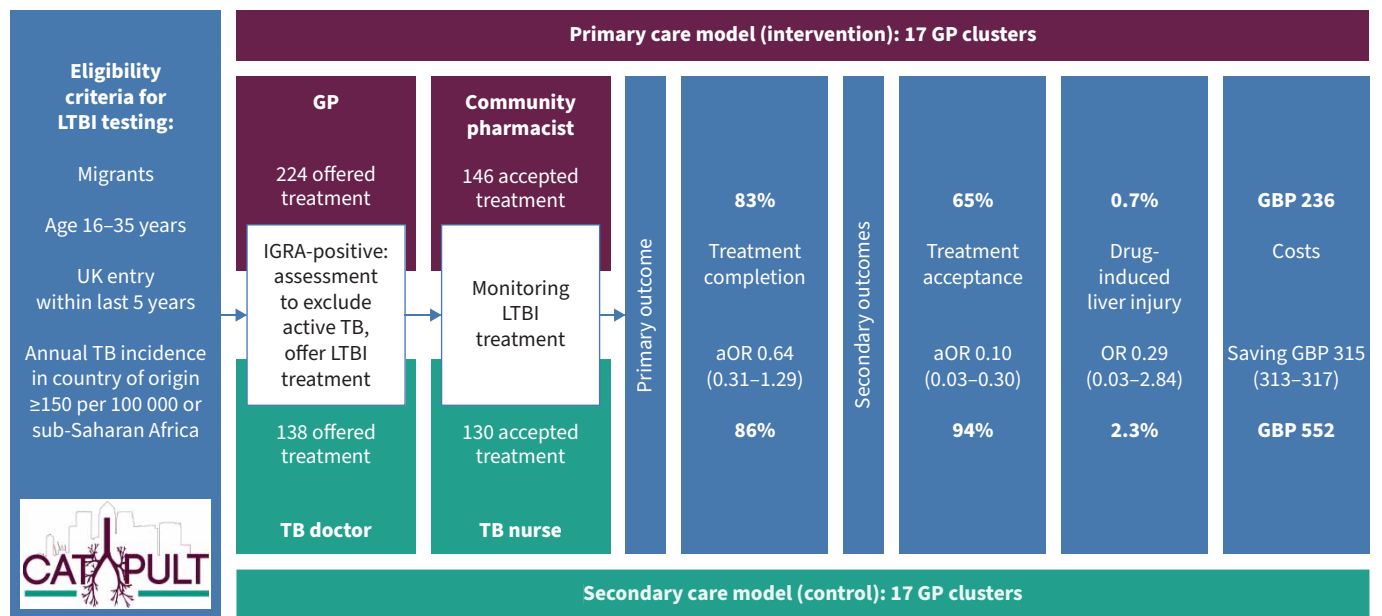 Primary care model (intervention): 17 GP clusters
Eligibility
criteria for
LTBI testing:
Migrants
Age 16–35 years
UK entry
within last 5 years
Annual TB incidence
in country of origin
≥150 per 100 000 or
sub-Saharan Africa
CATAPULT
GP
224 offered
treatment
IGRA-positive:
assessment
to exclude
active TB,
offer LTBI
treatment
138 offered
treatment
TB doctor
Community
pharmacist
146 accepted
treatment
Monitoring
LTBI
treatment
130 accepted
treatment
TB nurse
Primary outcome
83%
Treatment
completion
aOR 0.64
(0.31–1.29)
86%
Secondary outcomes
65%
Treatment
acceptance
aOR 0.10
(0.03–0.30)
94%
0.7%
Drug-
induced
liver injury
OR 0.29
(0.03–2.84)
2.3%
GBP 236
Costs
Saving GBP 315
(313–317)
GBP 552
Secondary care model (control): 17 GP clusters